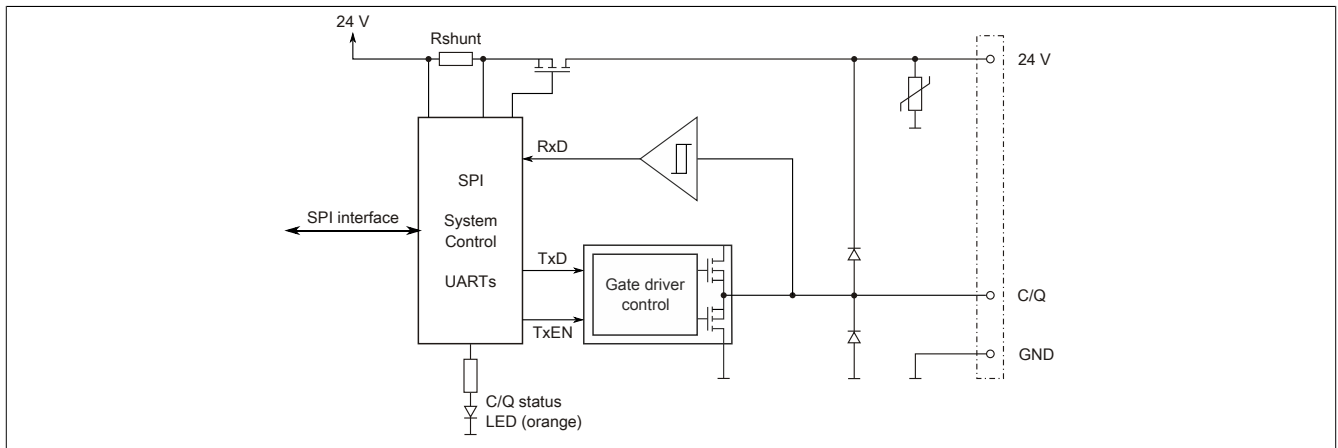 24 V
Rshunt
24 V
RxD
SPI
SPI interface
System
Control
TxD
UARTs
Gate driver
control
C/Q
TxEN
GND
C/Q status
LED (orange)